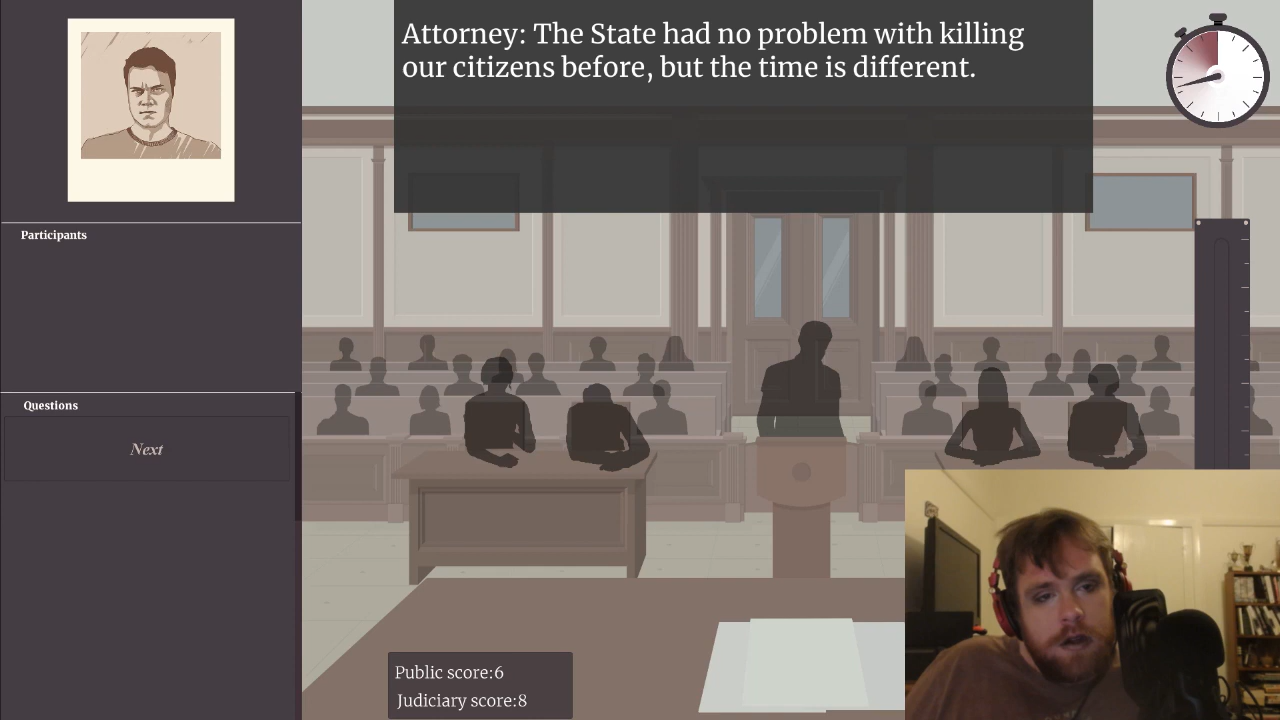 Attorney: The State had no problem with killing
our citizens before, but the time is different.
Participants
Questions
Next
Public score:6
Judiciary score:8